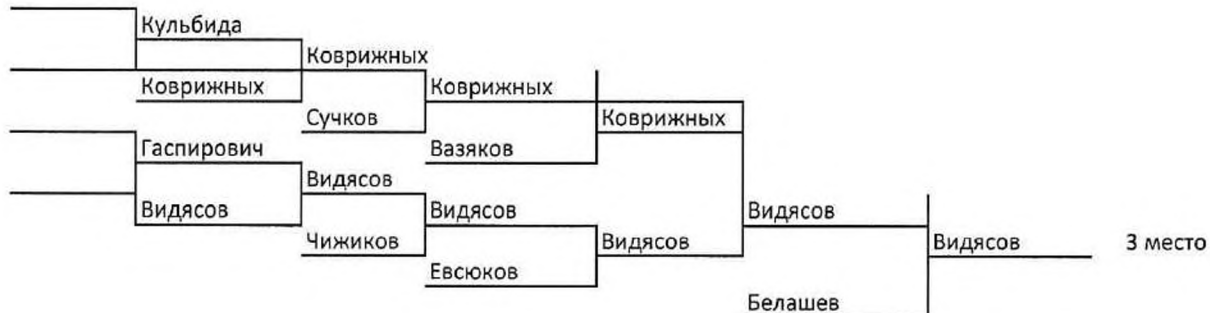 Кульбида
Коврижных
Коврижных
Коврижных
Сучков
Коврижных
Вазяков
Гаспирович
Видясов
Видясов
Видясов
Видясов
Чижиков
Видясов
Видясов
3 место
Евсюков
Белашев